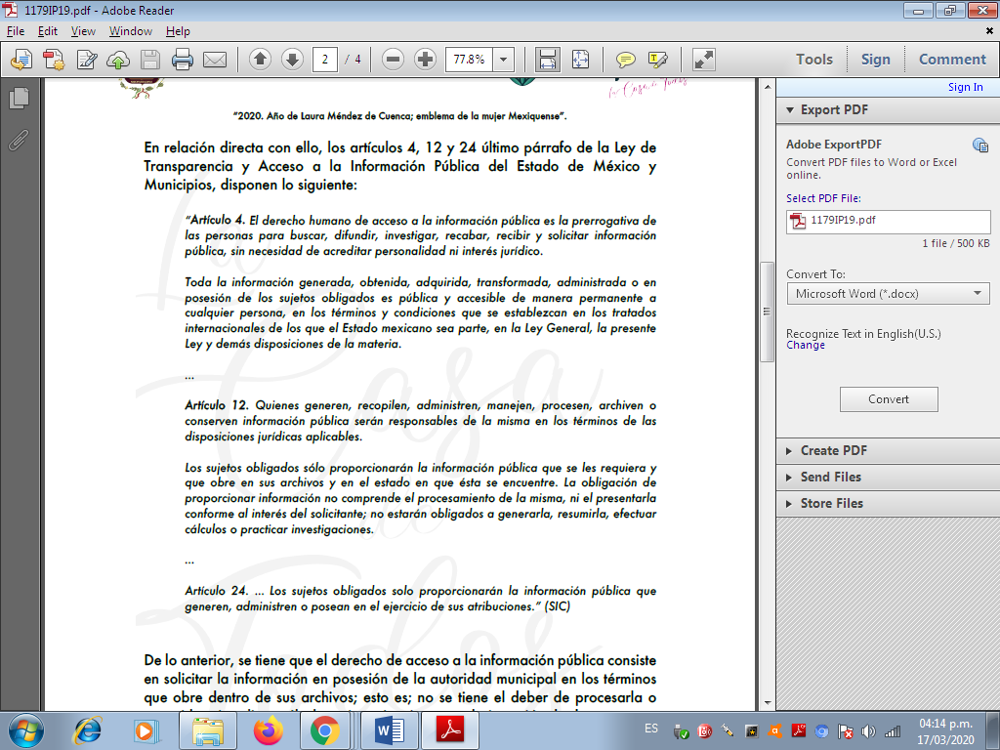 1179IP19.pdf - Adobe Reader
File Edit View Window Help
2 / 4 77.8% Tools Sign Comment
Sign In
Export PDF
Adobe ExportPDF
Convert PDF files to Word or Excel
online.
Select PDF File:
1179IP19.pdf
1 file / 500 KB
Convert To:
Microsoft Word (*.docx)
Recognize Text in English(U.S.)
Change
Convert
Create PDF
Send Files
Store Files
"2020. Año de Laura Méndez de Cuenca; emblema de la mujer Mexiquense".
En relación directa con ello, los artículos 4, 12 y 24 último párrafo de la Ley de
Transparencia y Acceso a la Información Pública del Estado de México y
Municipios, disponen lo siguiente:
"Artículo 4. El derecho humano de acceso a la información pública es la prerrogativa de
las personas para buscar, difundir, investigar, recabar, recibir y solicitar información
pública, sin necesidad de acreditar personalidad ni interés jurídico.
Toda la información generada, obtenida, adquirida, transformada, administrada o en
posesión de los sujetos obligados es pública y accesible de manera permanente a
cualquier persona, en los términos y condiciones que se establezcan en los tratados
internacionales de los que el Estado mexicano sea parte, en la Ley General, la presente
Ley y demás disposiciones de la materia.
...
Artículo 12. Quienes generen, recopilen, administren, manejen, procesen, archiven o
conserven información pública serán responsables de la misma en los términos de las
disposiciones jurídicas aplicables.
Los sujetos obligados sólo proporcionarán la información pública que se les requiera y
que obre en sus archivos y en el estado en que ésta se encuentre. La obligación de
proporcionar información no comprende el procesamiento de la misma, ni el presentarla
conforme al interés del solicitante; no estarán obligados a generarla, resumirla, efectuar
cálculos o practicar investigaciones.
...
Artículo 24. ... Los sujetos obligados solo proporcionarán la información pública que
generen, administren o posean en el ejercicio de sus atribuciones." (SIC)
De lo anterior, se tiene que el derecho de acceso a la información pública consiste
en solicitar la información en posesión de la autoridad municipal en los términos
que obre dentro de sus archivos; esto es; no se tiene el deber de procesarla o
La Casa de Todos
ES
04:14 p.m.
17/03/2020